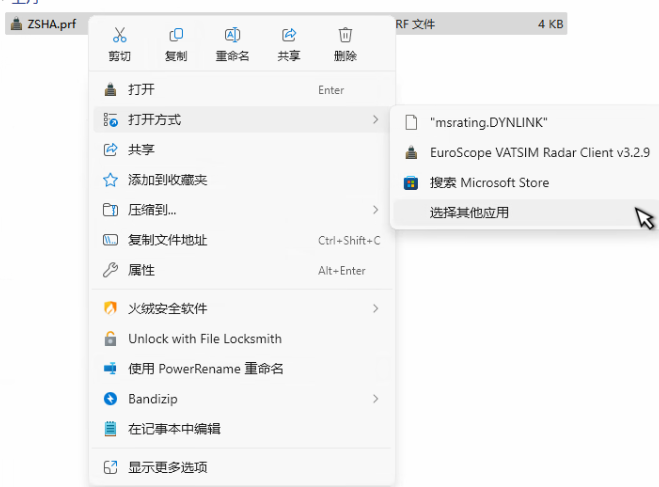 ZSHA.prf
RF 文件
4 KB
剪切 复制 重命名 共享 删除
打开 Enter
打开方式
"msrating.DYNLINK"
EuroScope VATSIM Radar Client v3.2.9
搜索 Microsoft Store
选择其他应用
共享
添加到收藏夹
压缩到...
复制文件地址 Ctrl+Shift+C
属性 Alt+Enter
火绒安全软件
Unlock with File Locksmith
使用 PowerRename 重命名
Bandizip
在记事本中编辑
显示更多选项